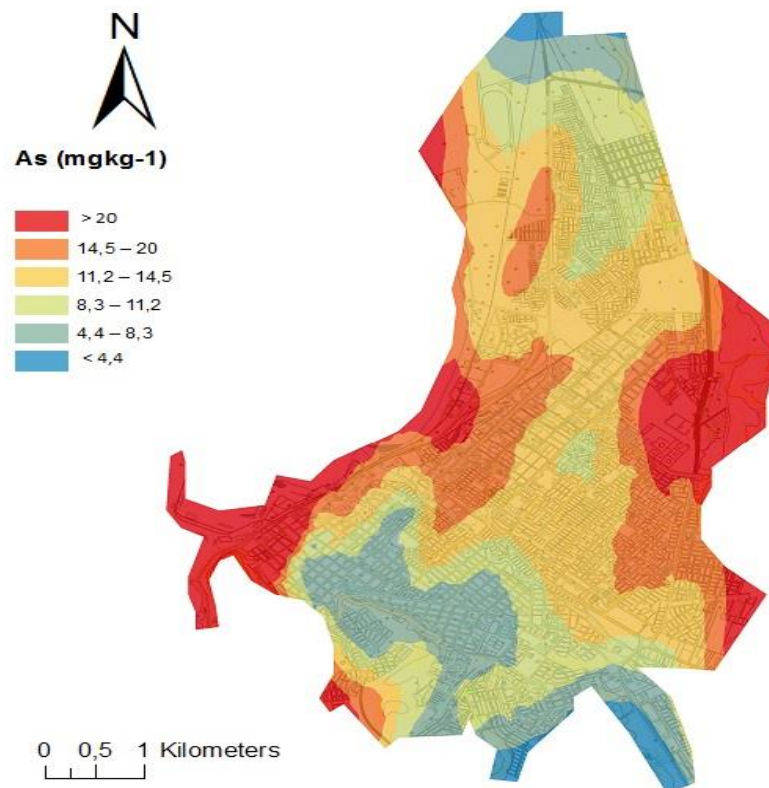 N
As (mgkg-1)
> 20
14,5 – 20
11,2 – 14,5
8,3 – 11,2
4,4 – 8,3
< 4,4
0 0,5 1 Kilometers